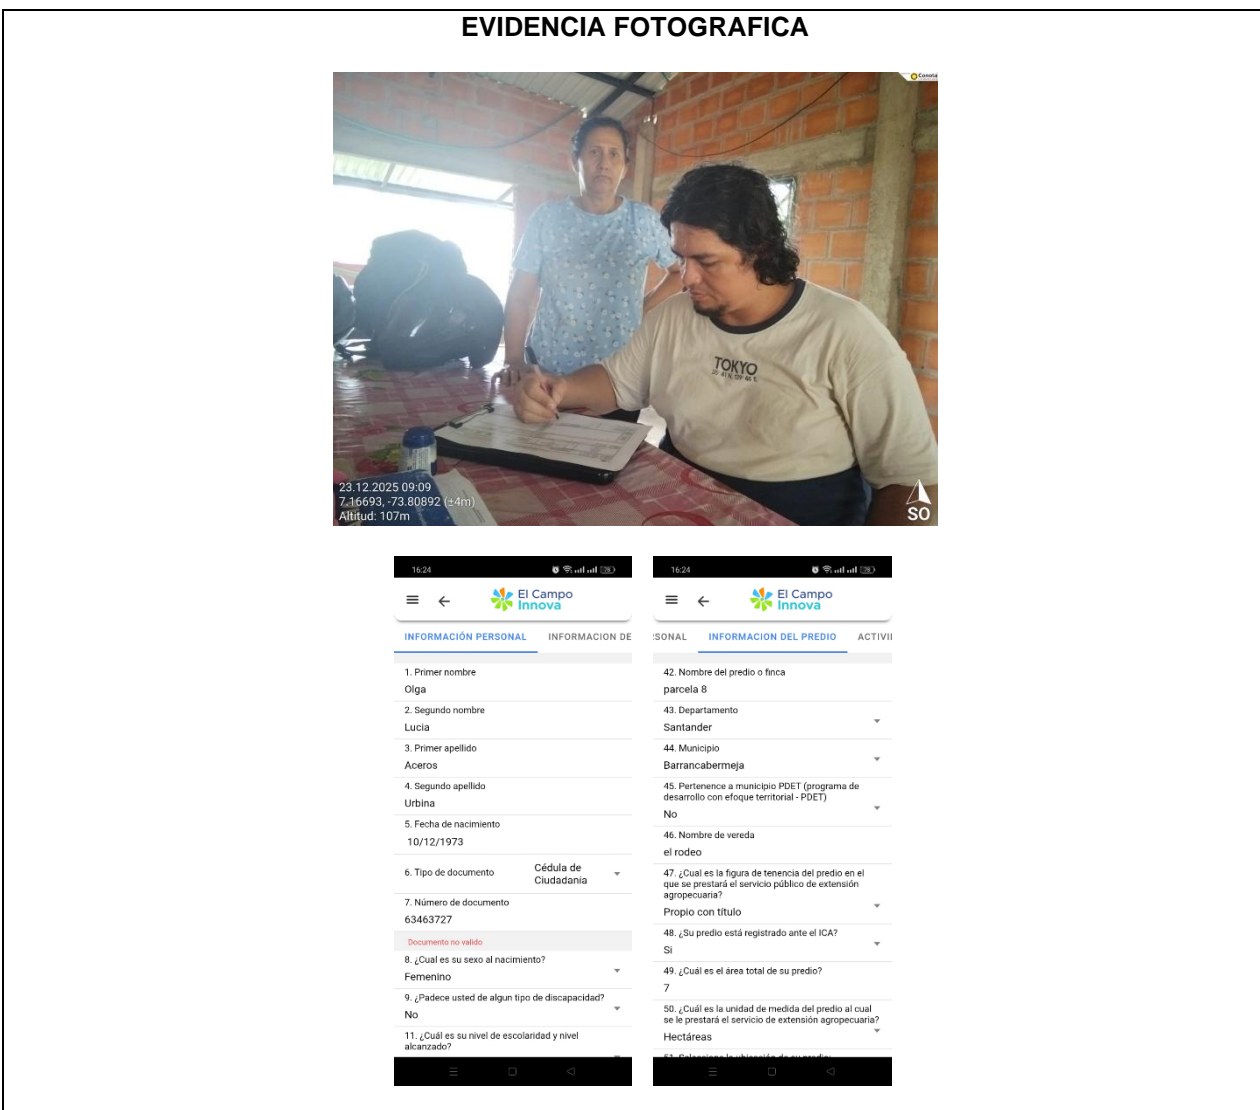 EVIDENCIA FOTOGRAFICA
TOKYO
23.12.2025 09:09
7.16693, -73.80892 (±4m)
Altitud: 107m
SO
16:24
78
El Campo
Innova
INFORMACIÓN PERSONAL INFORMACION DE
1. Primer nombre
Olga
2. Segundo nombre
Lucia
3. Primer apellido
Aceros
4. Segundo apellido
Urbina
5. Fecha de nacimiento
10/12/1973
6. Tipo de documento
Cédula de
Ciudadanía
7. Número de documento
63463727
Documento no valido
8. ¿Cual es su sexo al nacimiento?
Femenino
9. ¿Padece usted de algun tipo de discapacidad?
No
11. ¿Cuál es su nivel de escolaridad y nivel
alcanzado?
16:24
78
El Campo
Innova
SONAL INFORMACION DEL PREDIO ACTIVI
42. Nombre del predio o finca
parcela 8
43. Departamento
Santander
44. Municipio
Barrancabermeja
45. Pertenence a municipio PDET (programa de
desarrollo con efoque territorial - PDET)
No
46. Nombre de vereda
el rodeo
47. ¿Cual es la figura de tenencia del predio en el
que se prestará el servicio público de extensión
agropecuaria?
Propio con título
48. ¿Su predio está registrado ante el ICA?
Si
49. ¿Cuál es el área total de su predio?
7
50. ¿Cuál es la unidad de medida del predio al cual
se le prestará el servicio de extensión agropecuaria?
Hectáreas
51. Seleccione la ubicación de su predio: